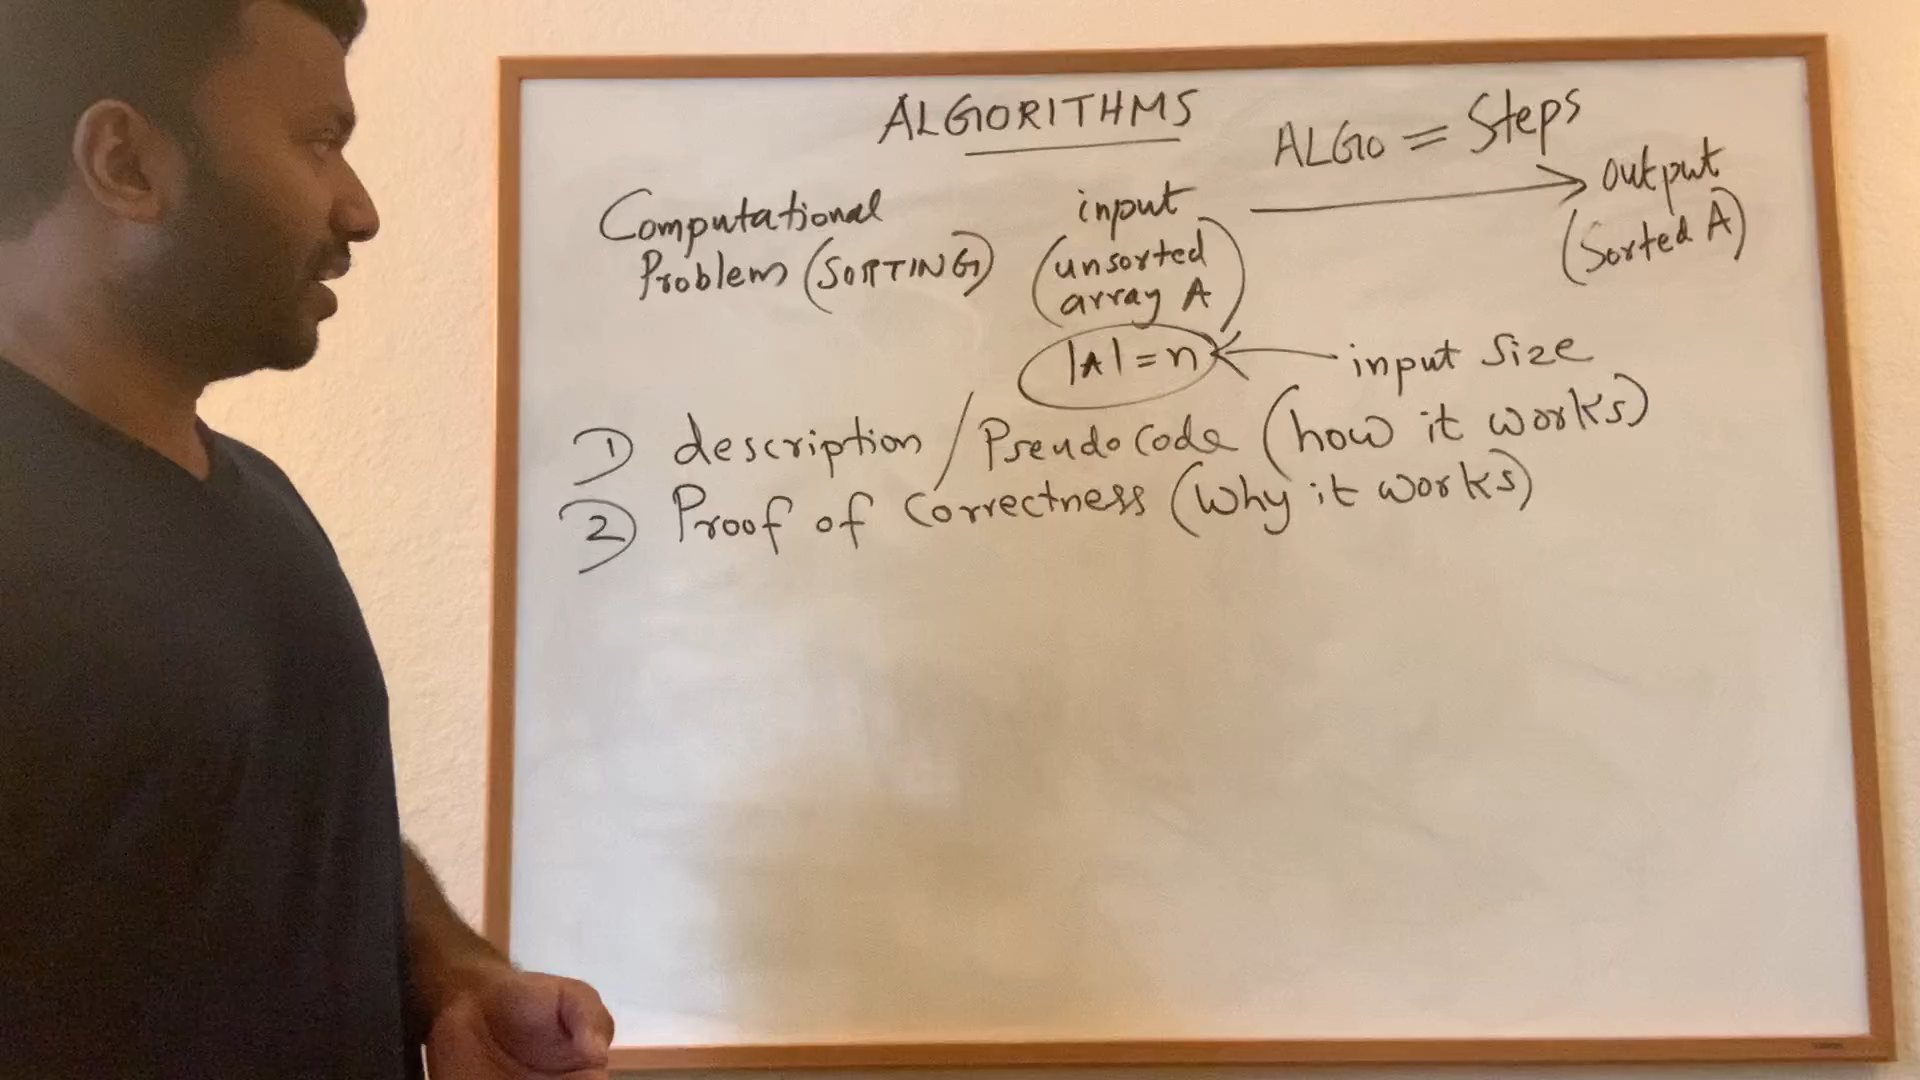 ALGORITHMS
ALGO = Steps
Computational
Problem (SORTING)
input
(unsorted
array A)
output
(Sorted A)
|A| = n
input Size
1) description / Pseudo Code (how it works)
2) Proof of Correctness (Why it works)